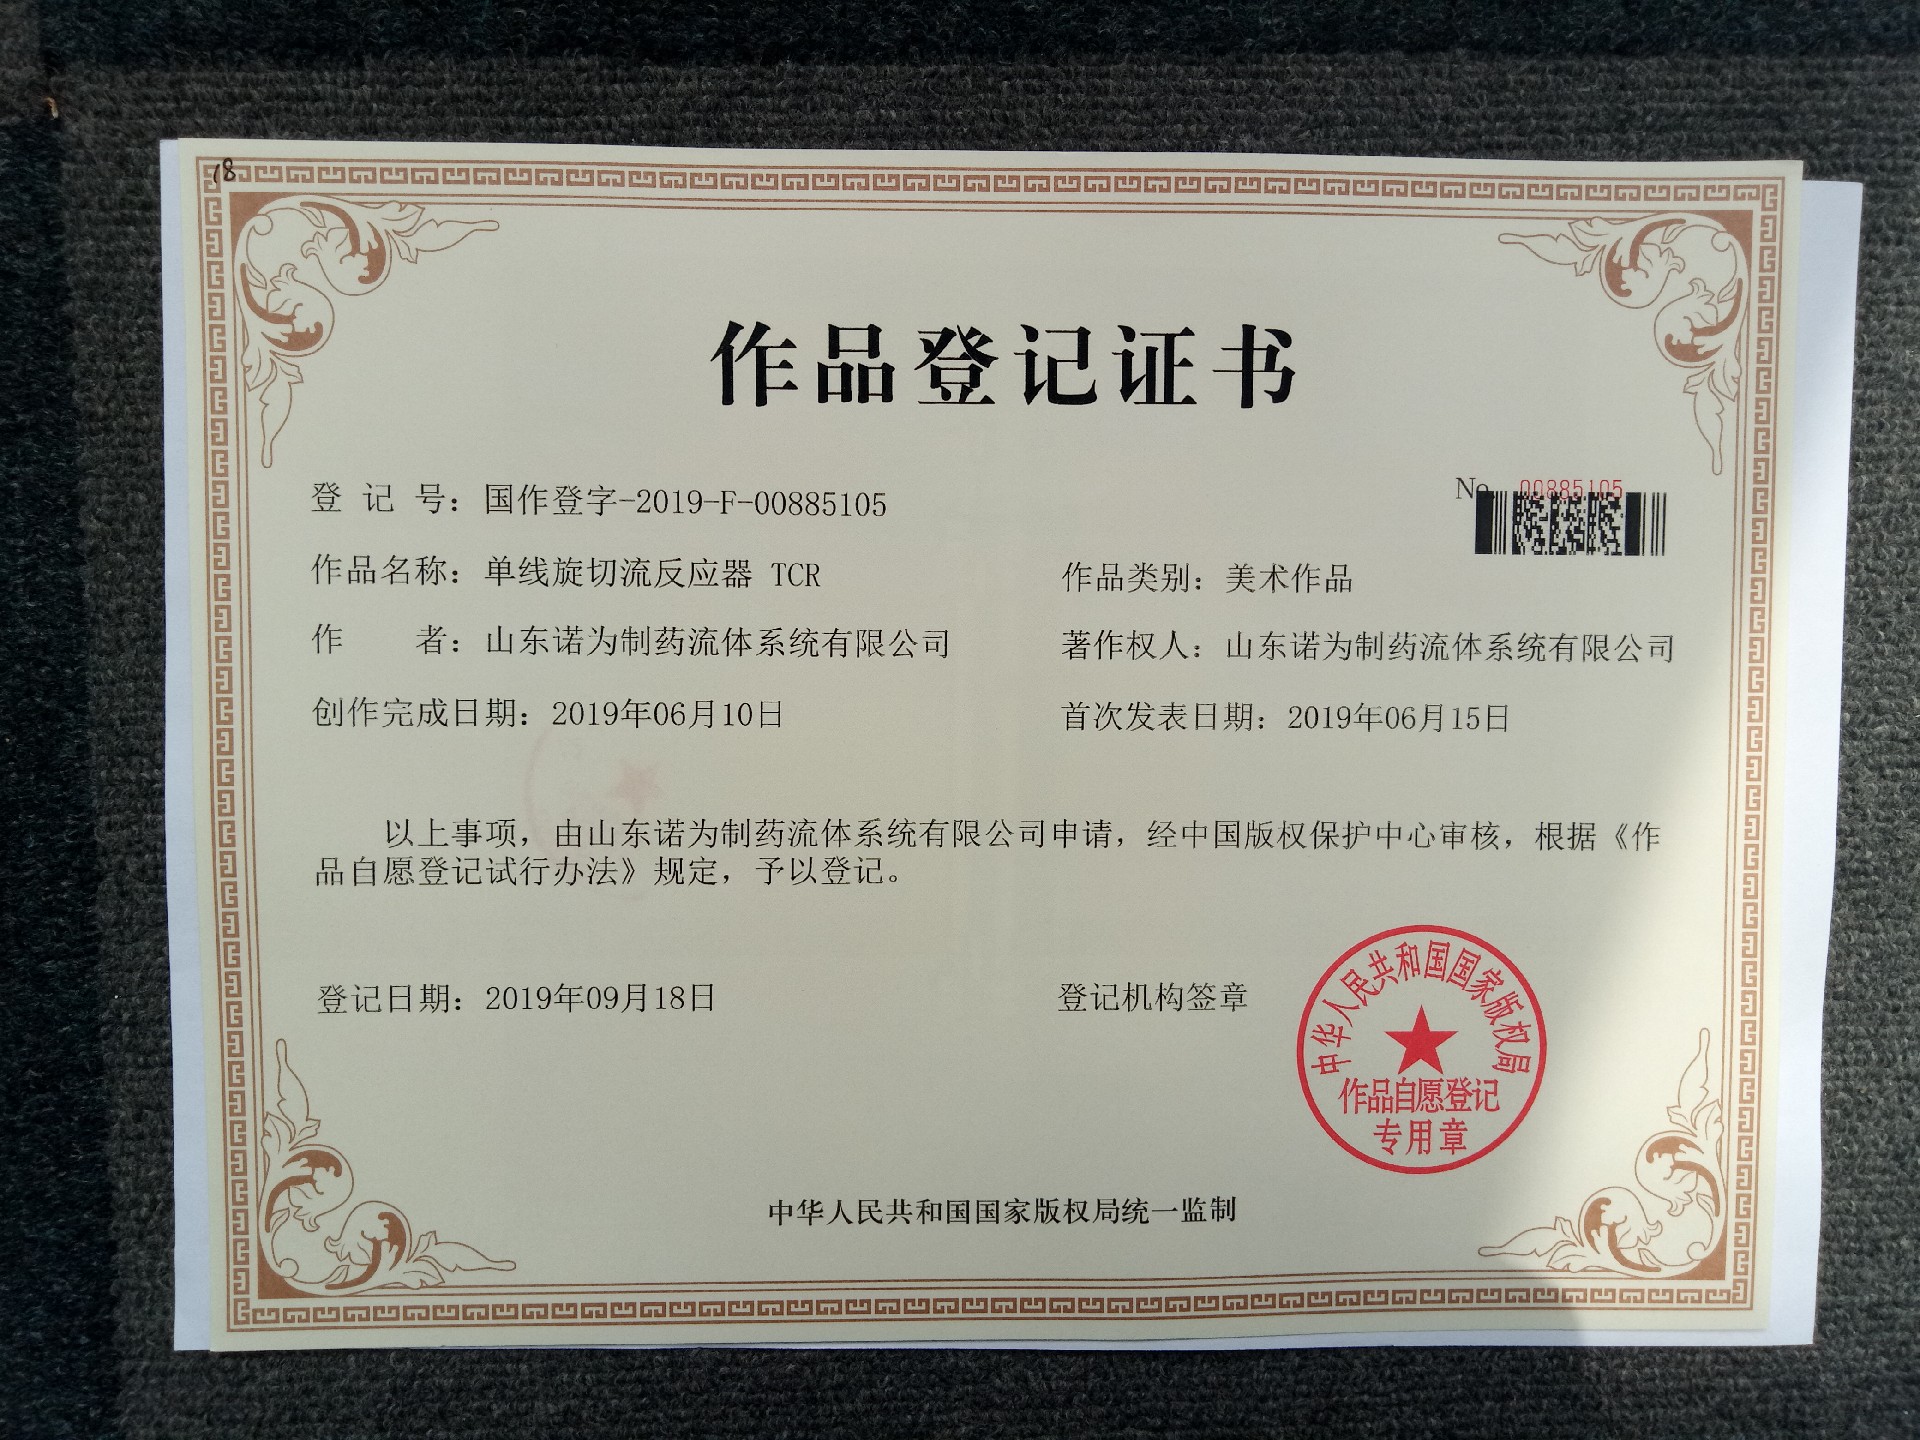 18
作品登记证书
登 记 号：国作登字-2019-F-00885105
No. 00885105
作品名称：单线旋切流反应器 TCR
作品类别：美术作品
作 者：山东诺为制药流体系统有限公司
著作权人：山东诺为制药流体系统有限公司
创作完成日期：2019年06月10日
首次发表日期：2019年06月15日
以上事项，由山东诺为制药流体系统有限公司申请，经中国版权保护中心审核，根据《作
品自愿登记试行办法》规定，予以登记。
登记日期：2019年09月18日
登记机构签章
中华人民共和国国家版权局
作品自愿登记
专用章
中华人民共和国国家版权局统一监制